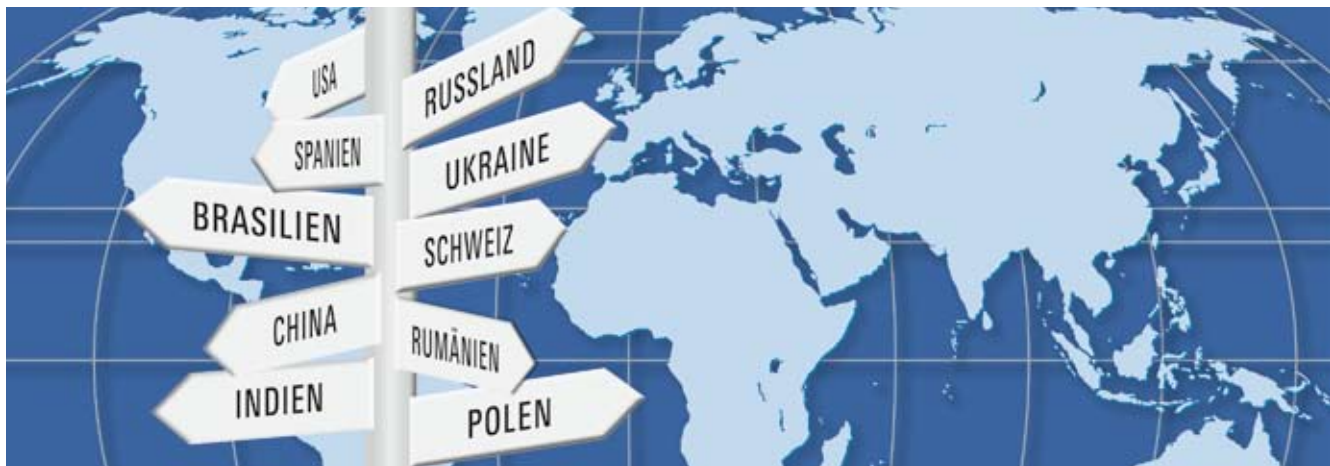 USA
SPANIEN
BRASILIEN
CHINA
INDIEN
RUSSLAND
UKRAINE
SCHWEIZ
RUMÄNIEN
POLEN